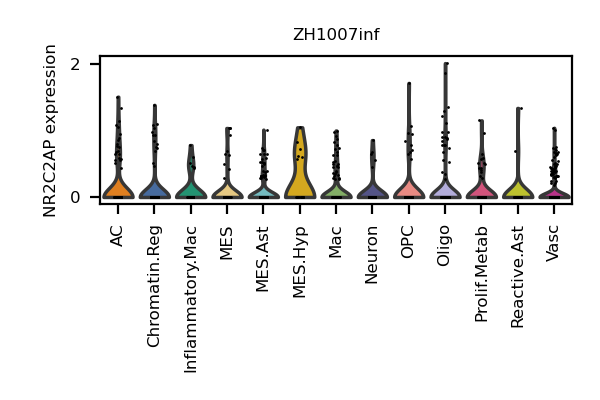 ZH1007inf
NR2C2AP expression
2
0
AC
Chromatin.Reg
Inflammatory.Mac
MES
MES.Ast
MES.Hyp
Mac
Neuron
OPC
Oligo
Prolif.Metab
Reactive.Ast
Vasc